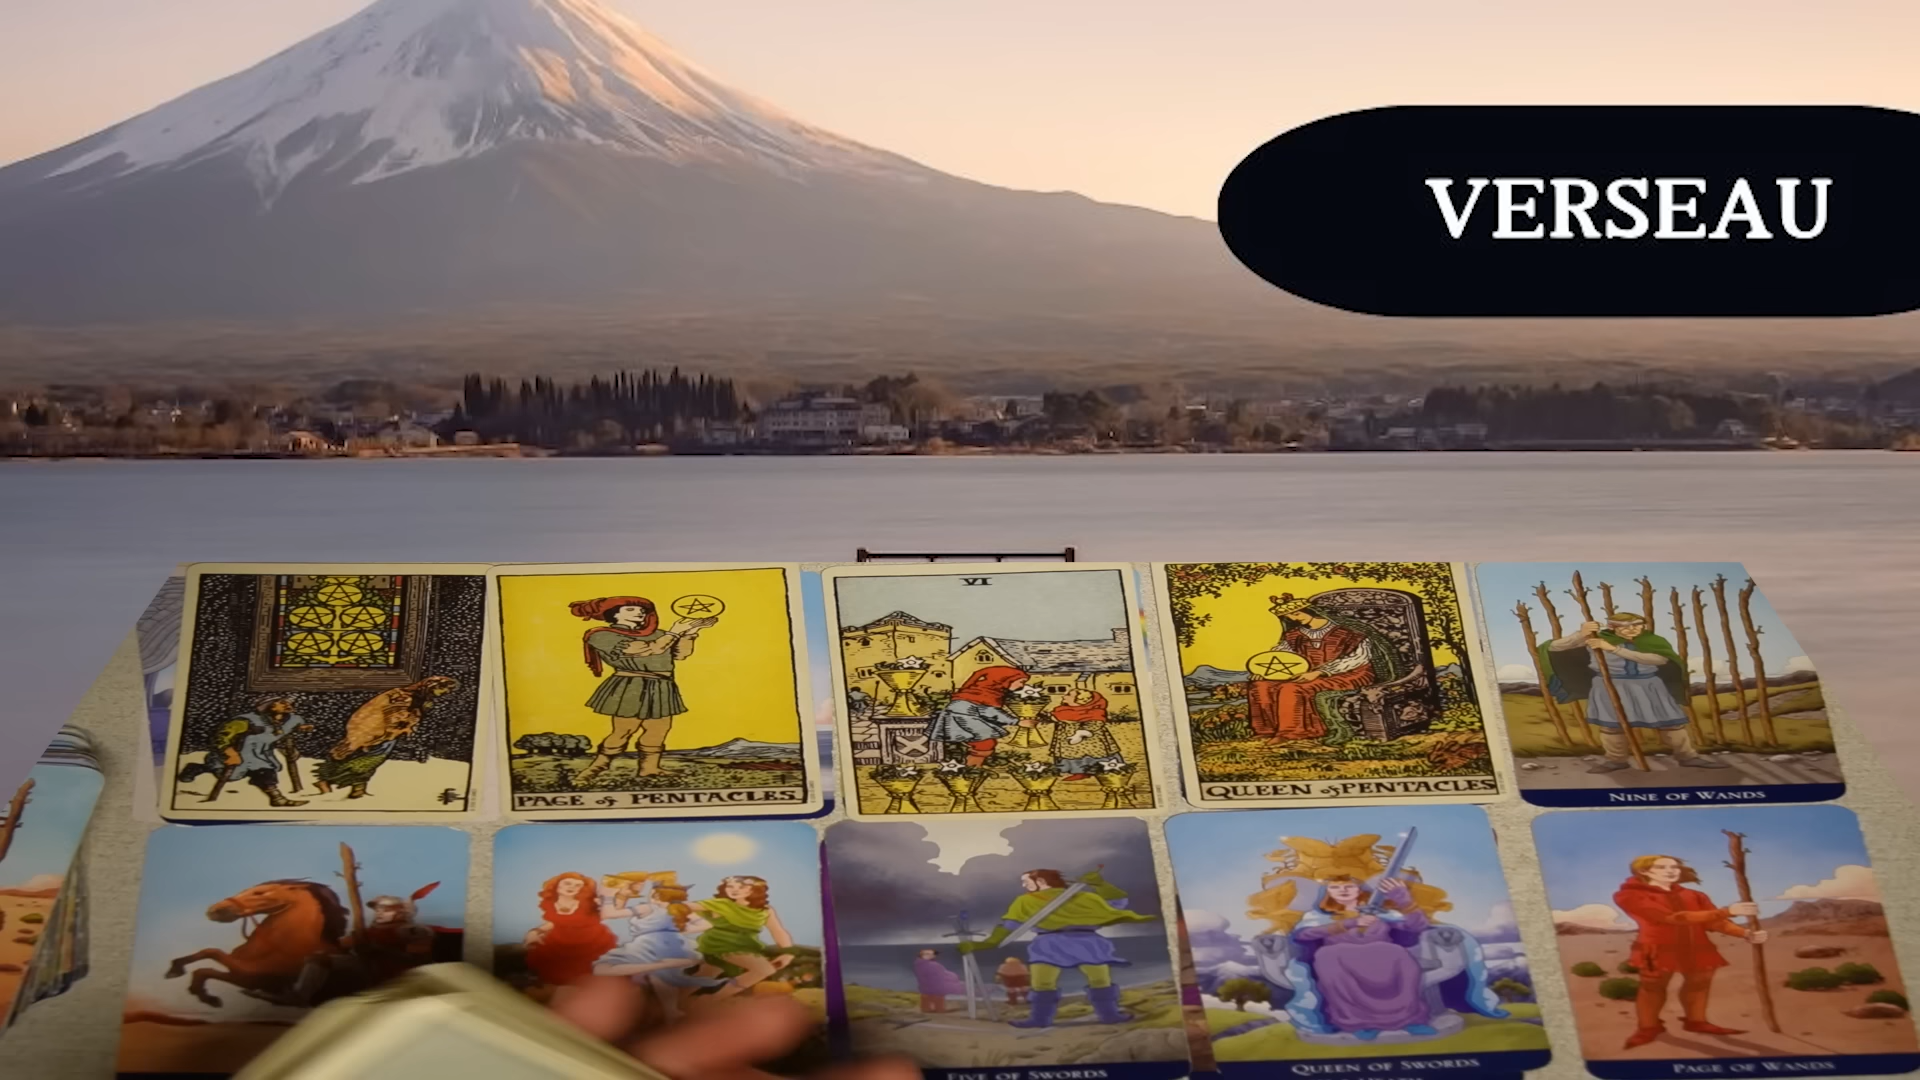 VERSEAU
VI
PAGE of PENTACLES.
QUEEN of PENTACLES
NINE OF WANDS
FIVE OF SWORDS
QUEEN OF SWORDS
PAGE OF WANDS